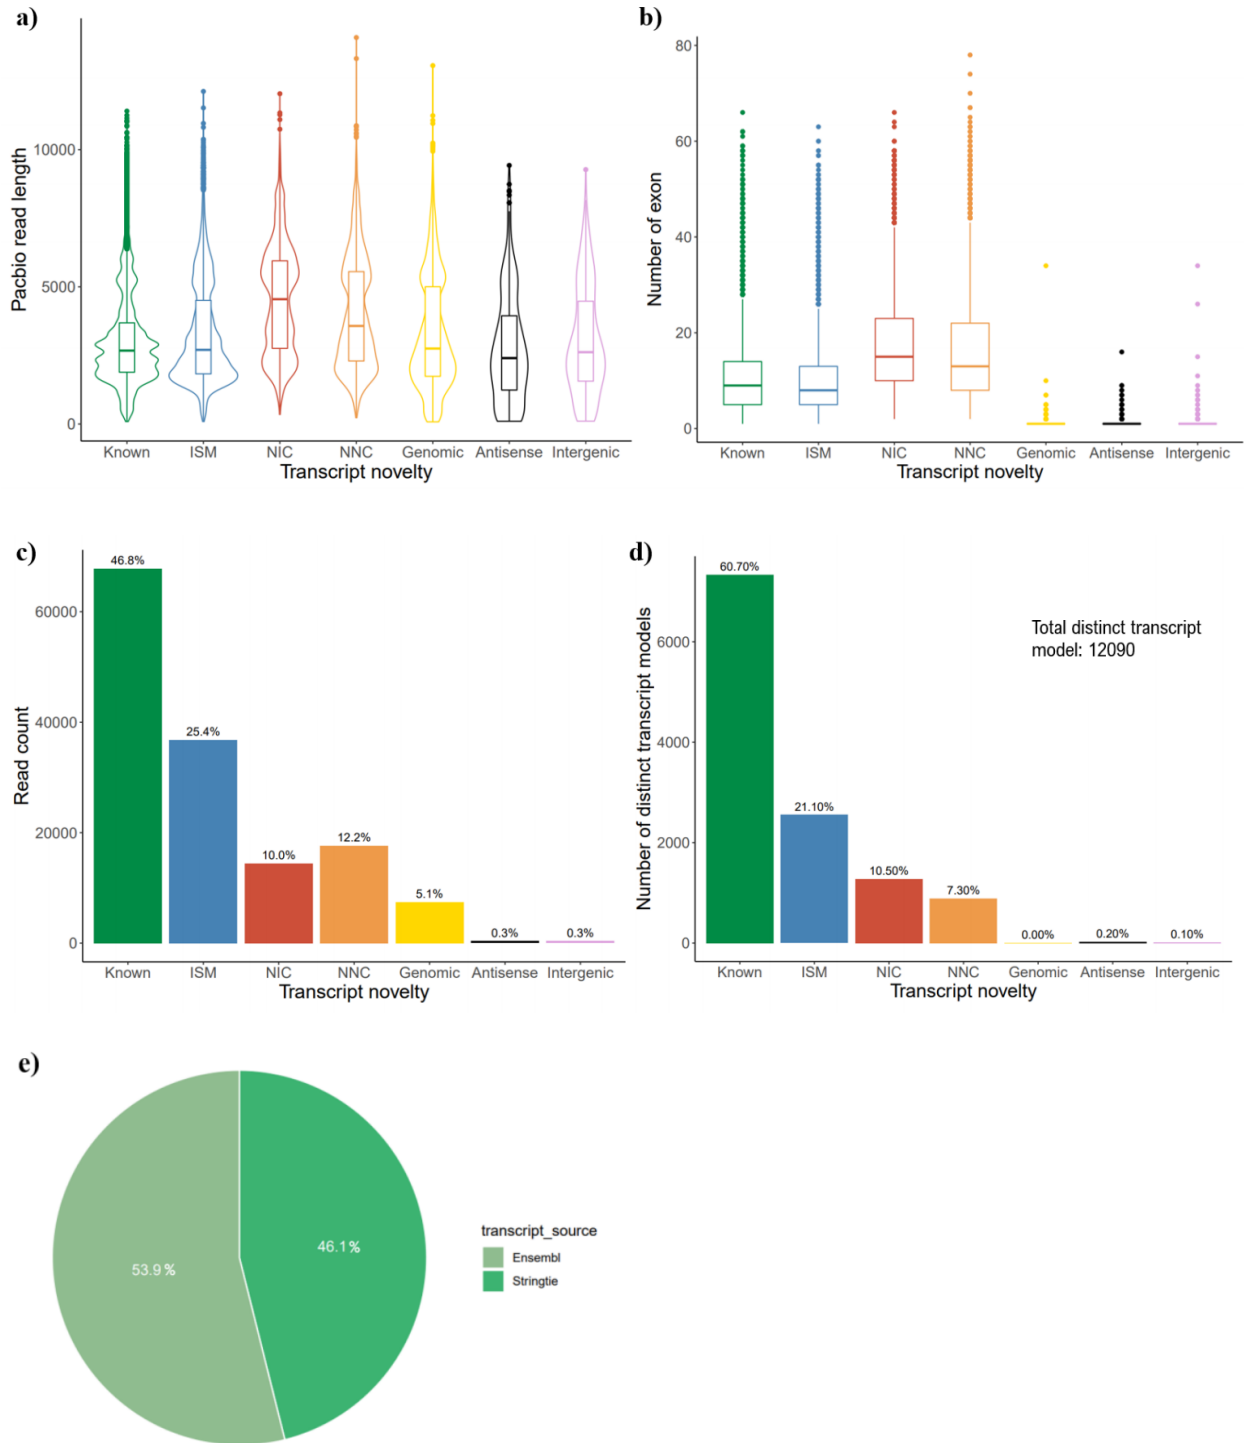 a)
Pacbio read length
10000
5000
0
Known ISM NIC NNC Genomic Antisense Intergenic
Transcript novelty
b)
Number of exon
80
60
40
20
0
Known ISM NIC NNC Genomic Antisense Intergenic
Transcript novelty
c)
Read count
60000
40000
20000
0
46.8%
25.4%
10.0%
12.2%
5.1%
0.3%
0.3%
Known ISM NIC NNC Genomic Antisense Intergenic
Transcript novelty
d)
Number of distinct transcript models
6000
4000
2000
0
60.70%
21.10%
10.50%
7.30%
0.00%
0.20%
0.10%
Total distinct transcript
model: 12090
Known ISM NIC NNC Genomic Antisense Intergenic
Transcript novelty
e)
53.9 %
46.1 %
transcript_source
Ensembl
Stringtie